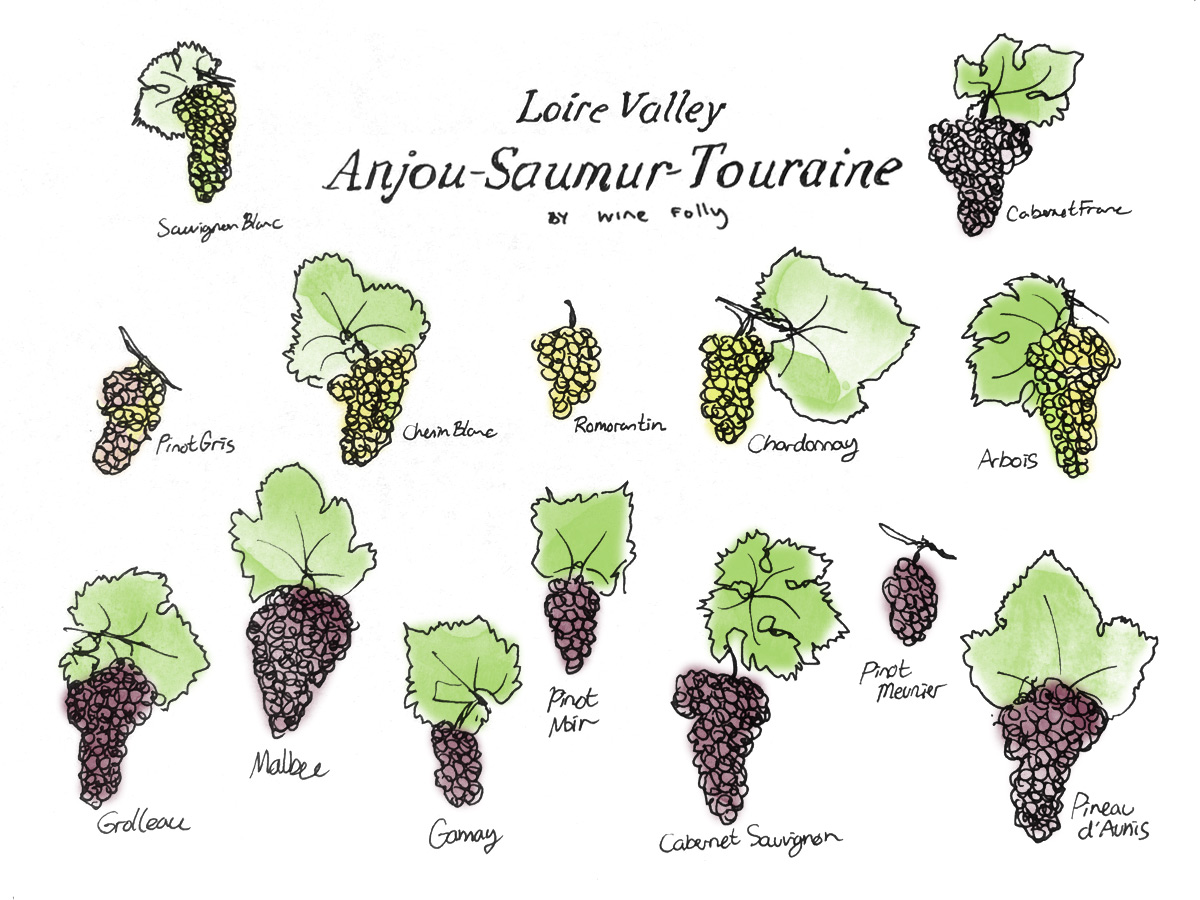 Loire Valley
Anjou-Saumur-Touraine
BY Wine Folly
Sauvignon Blanc
Cabernet Franc
Pinot Gris
Chenin Blanc
Romorantin
Chardonnay
Arbois
Grolleau
Malbec
Gamay
Pinot
Noir
Cabernet Sauvignon
Pinot
Meunier
Pineau
d'Aunis